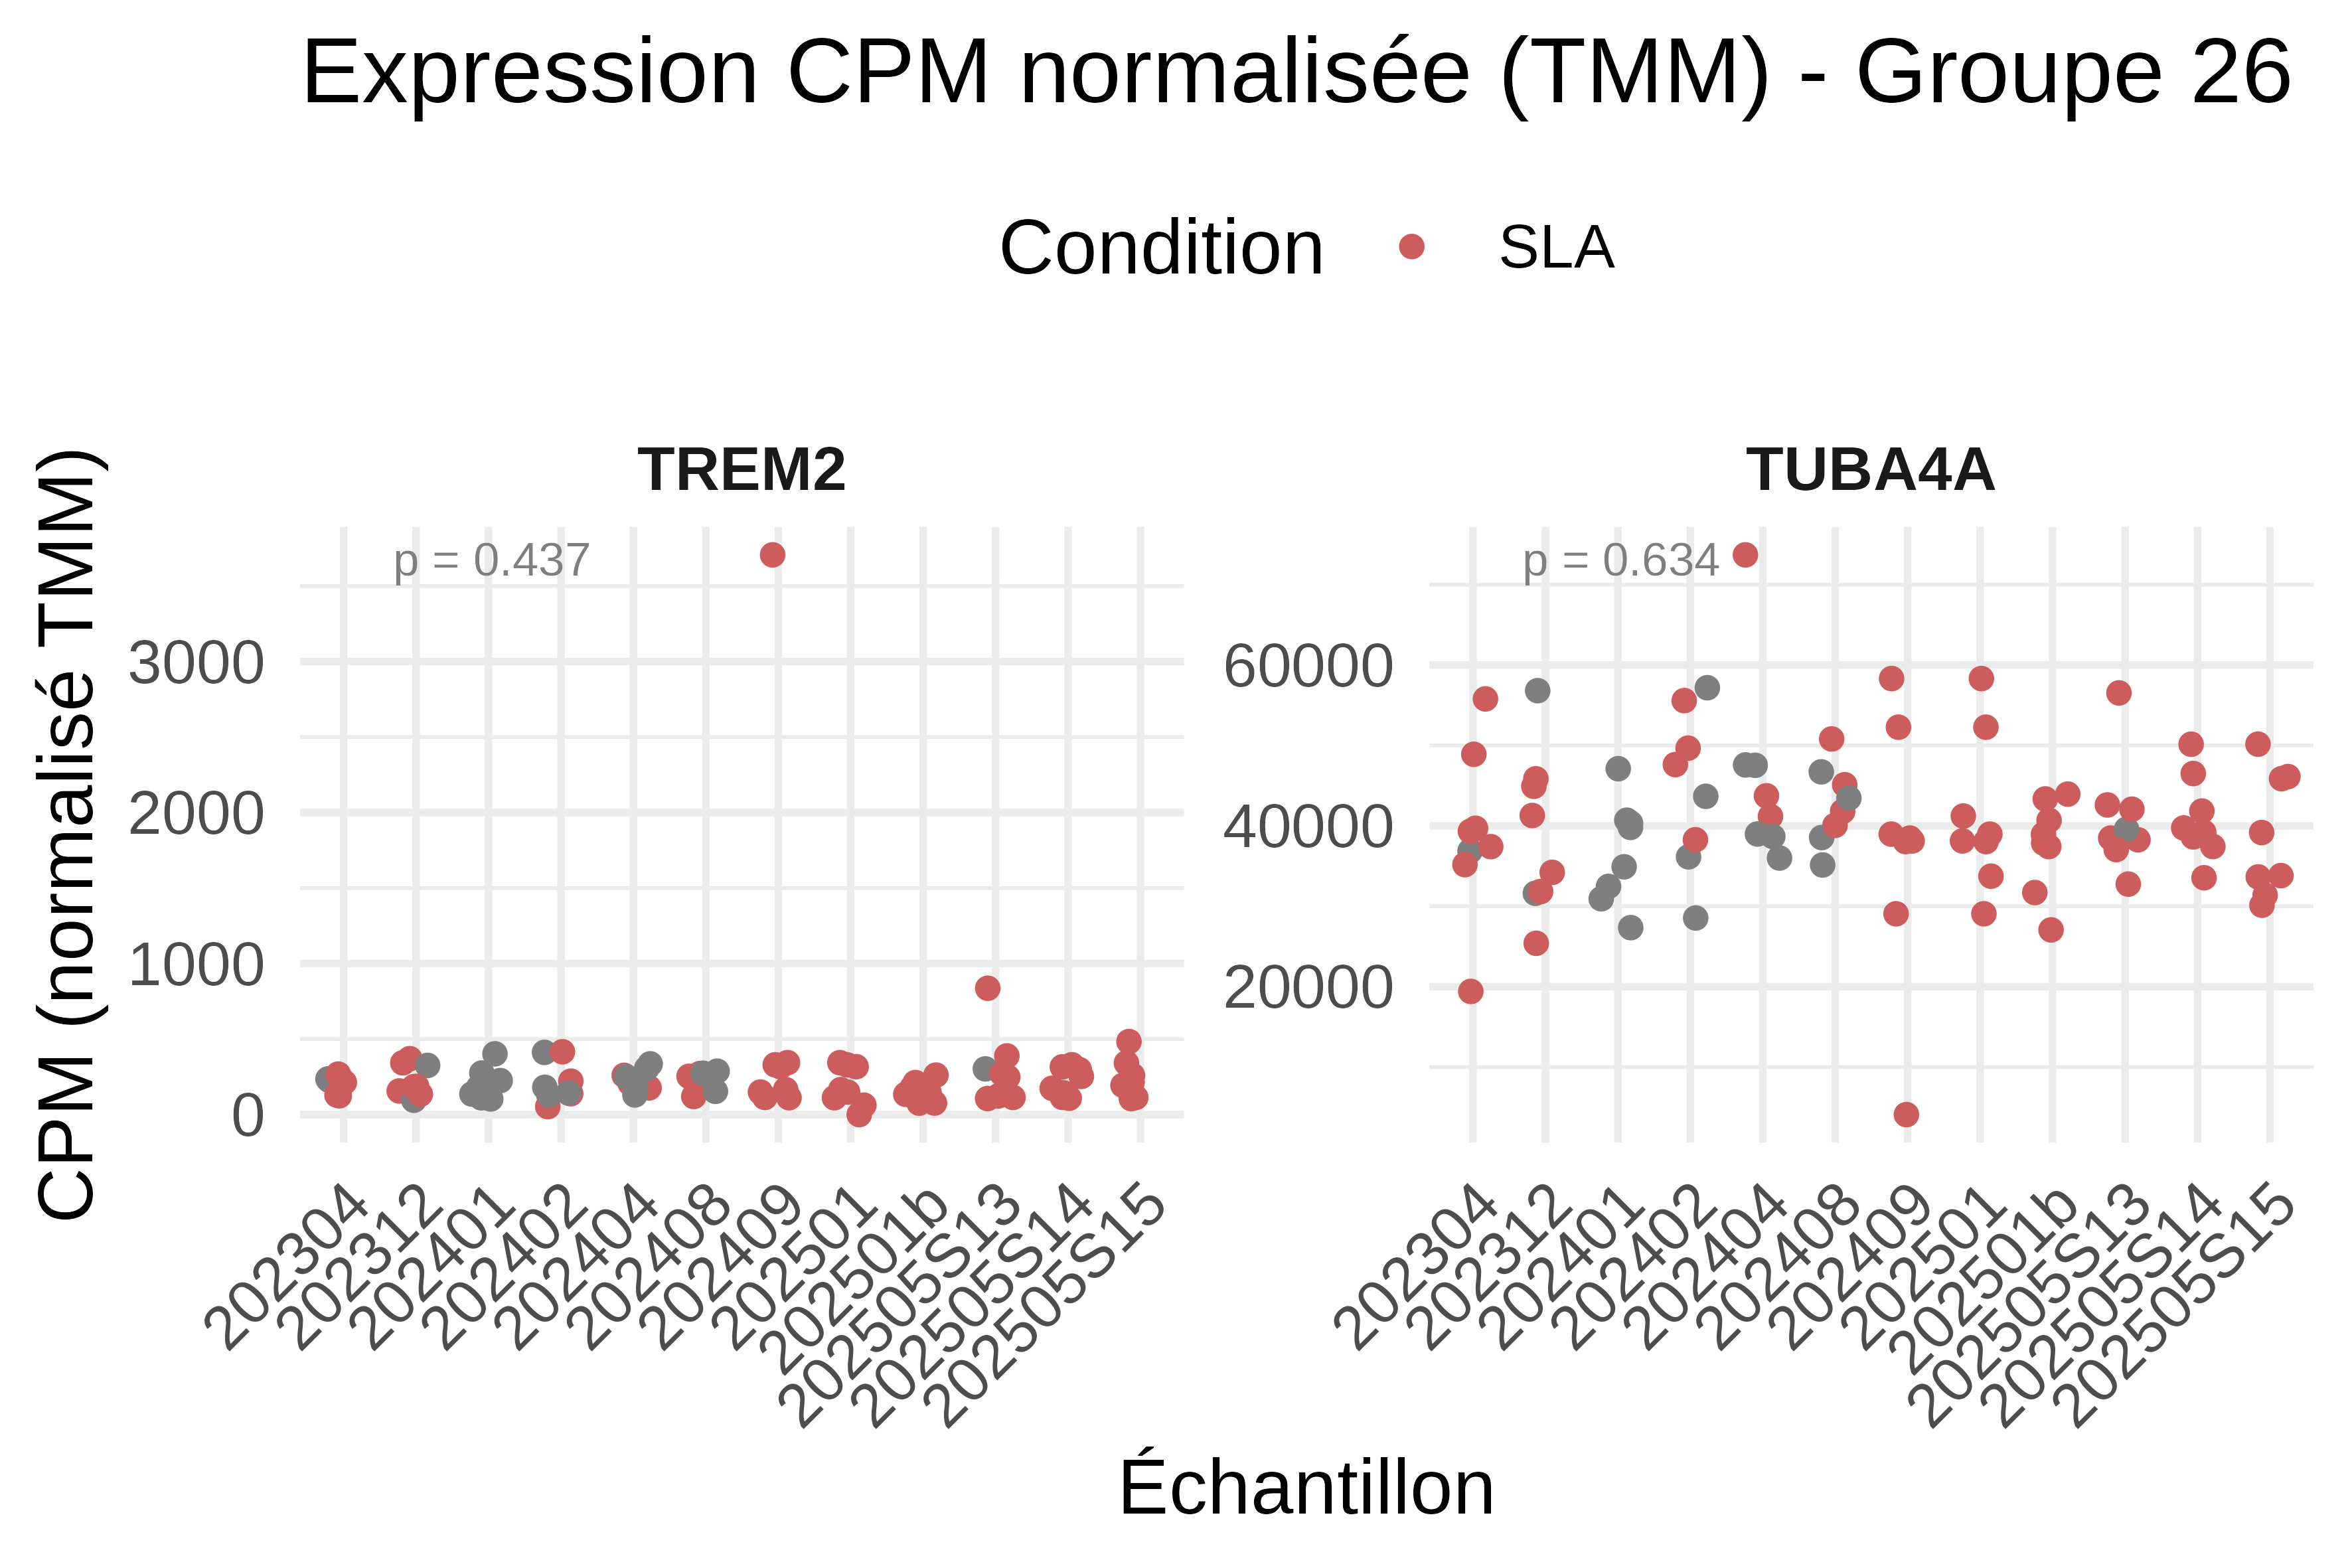 Expression CPM normalisée (TMM) - Groupe 26
Condition SLA
TREM2
TUBA4A
CPM (normalisé TMM)
p = 0.437
3000
2000
1000
0
202304
202312
202401
202402
202404
202408
202409
202501
202501b
202505S13
202505S14
202505S15
p = 0.634
60000
40000
20000
202304
202312
202401
202402
202404
202408
202409
202501
202501b
202505S13
202505S14
202505S15
Échantillon